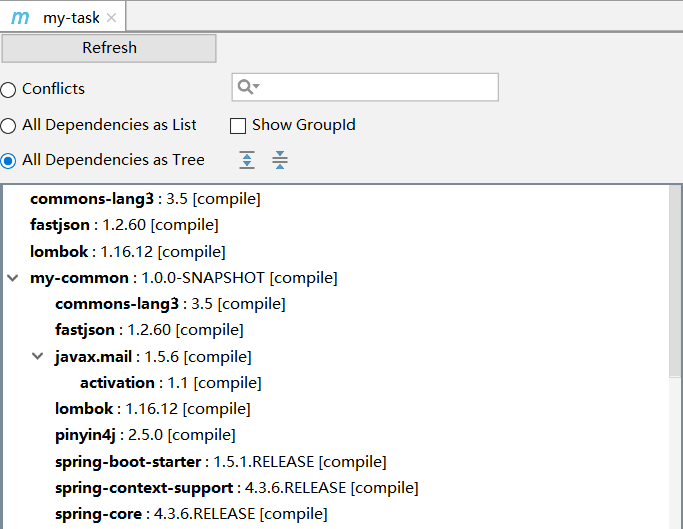 m my-task
Refresh
Conflicts
All Dependencies as List Show GroupId
All Dependencies as Tree
commons-lang3 : 3.5 [compile]
fastjson : 1.2.60 [compile]
lombok : 1.16.12 [compile]
my-common : 1.0.0-SNAPSHOT [compile]
commons-lang3 : 3.5 [compile]
fastjson : 1.2.60 [compile]
javax.mail : 1.5.6 [compile]
activation : 1.1 [compile]
lombok : 1.16.12 [compile]
pinyin4j : 2.5.0 [compile]
spring-boot-starter : 1.5.1.RELEASE [compile]
spring-context-support : 4.3.6.RELEASE [compile]
spring-core : 4.3.6.RELEASE [compile]